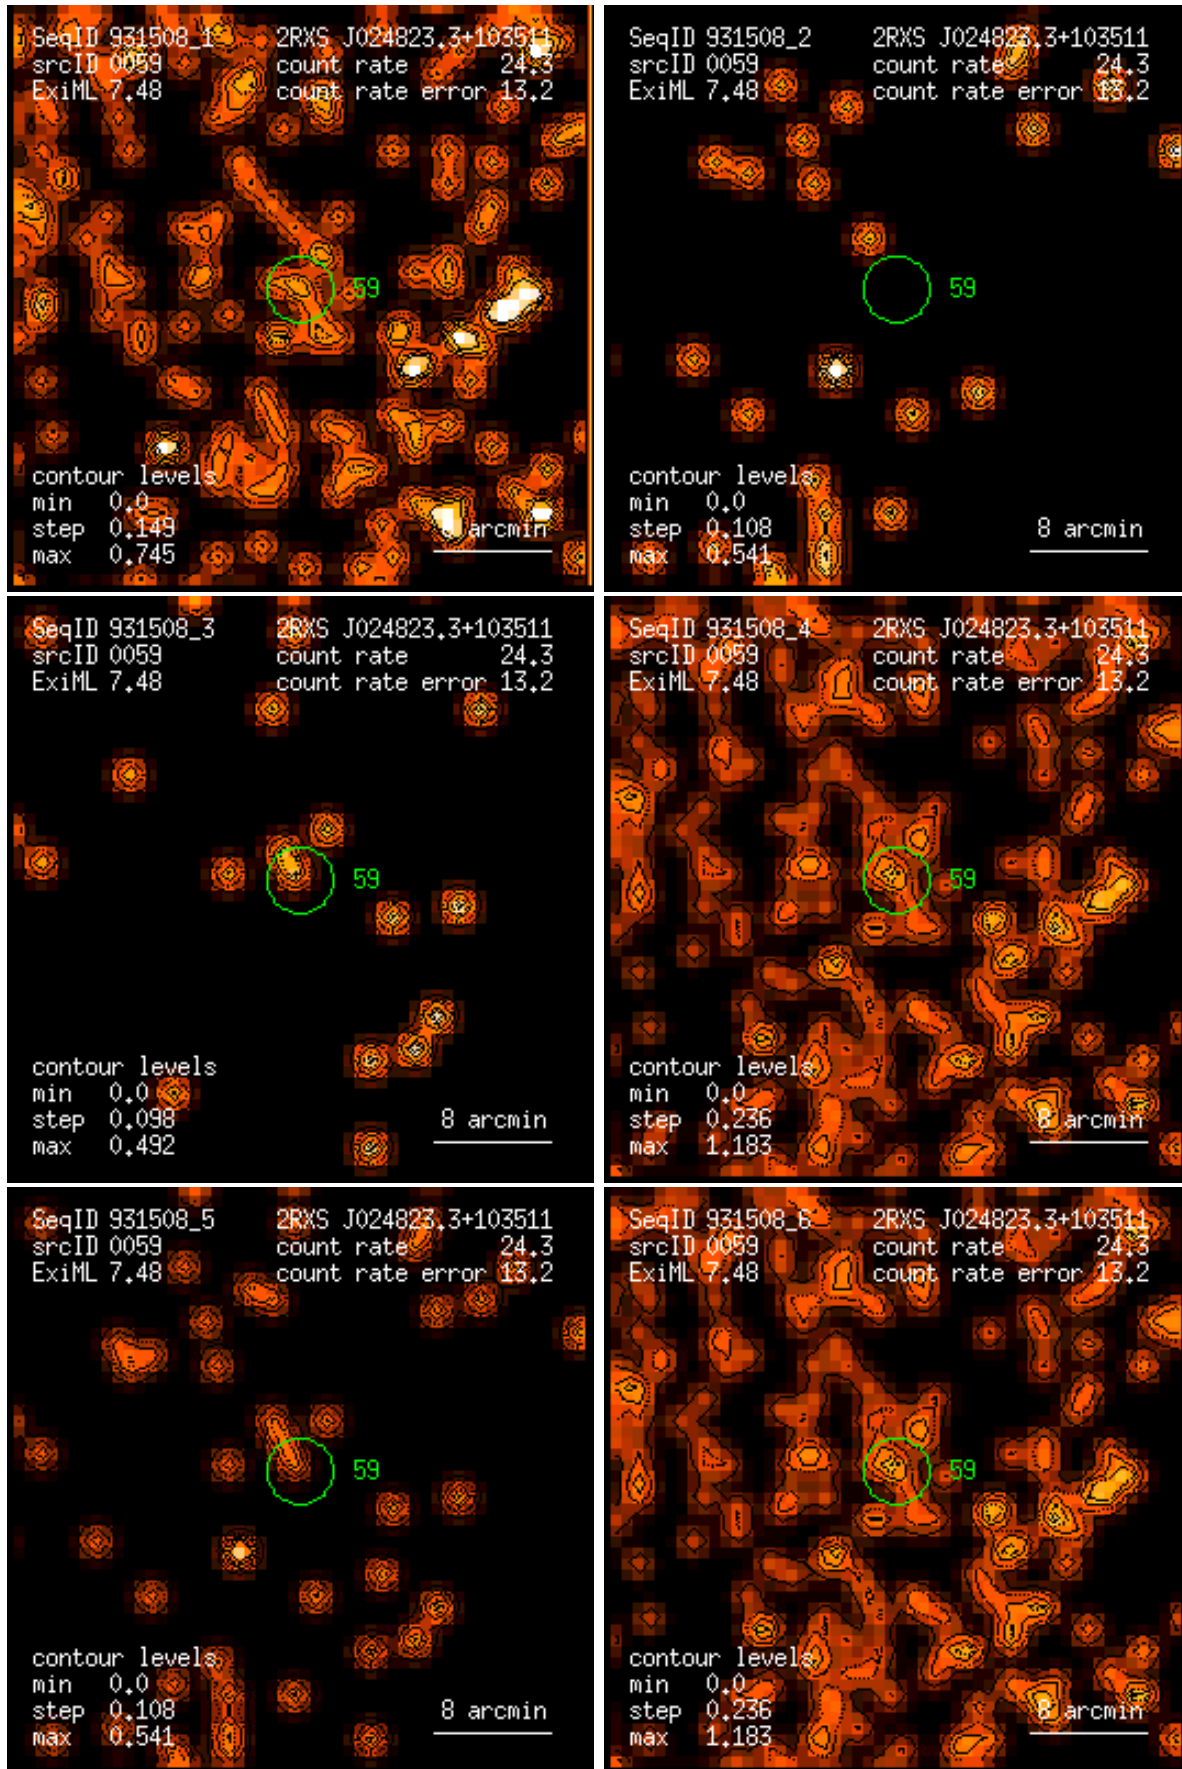 SeqID 931508_1 2RXS J024823.3+103511
srcID 0059 count rate 24.3
ExiML 7.48 count rate error 13.2
59
contour levels
min 0.0
step 0.149
max 0.745
8 arcmin
SeqID 931508_2 2RXS J024823.3+103511
srcID 0059 count rate 24.3
ExiML 7.48 count rate error 13.2
59
contour levels
min 0.0
step 0.108
max 0.541
8 arcmin
SeqID 931508_3 2RXS J024823.3+103511
srcID 0059 count rate 24.3
ExiML 7.48 count rate error 13.2
59
contour levels
min 0.0
step 0.098
max 0.492
8 arcmin
SeqID 931508_4 2RXS J024823.3+103511
srcID 0059 count rate 24.3
ExiML 7.48 count rate error 13.2
59
contour levels
min 0.0
step 0.236
max 1.183
8 arcmin
SeqID 931508_5 2RXS J024823.3+103511
srcID 0059 count rate 24.3
ExiML 7.48 count rate error 13.2
59
contour levels
min 0.0
step 0.108
max 0.541
8 arcmin
SeqID 931508_6 2RXS J024823.3+103511
srcID 0059 count rate 24.3
ExiML 7.48 count rate error 13.2
59
contour levels
min 0.0
step 0.236
max 1.183
8 arcmin